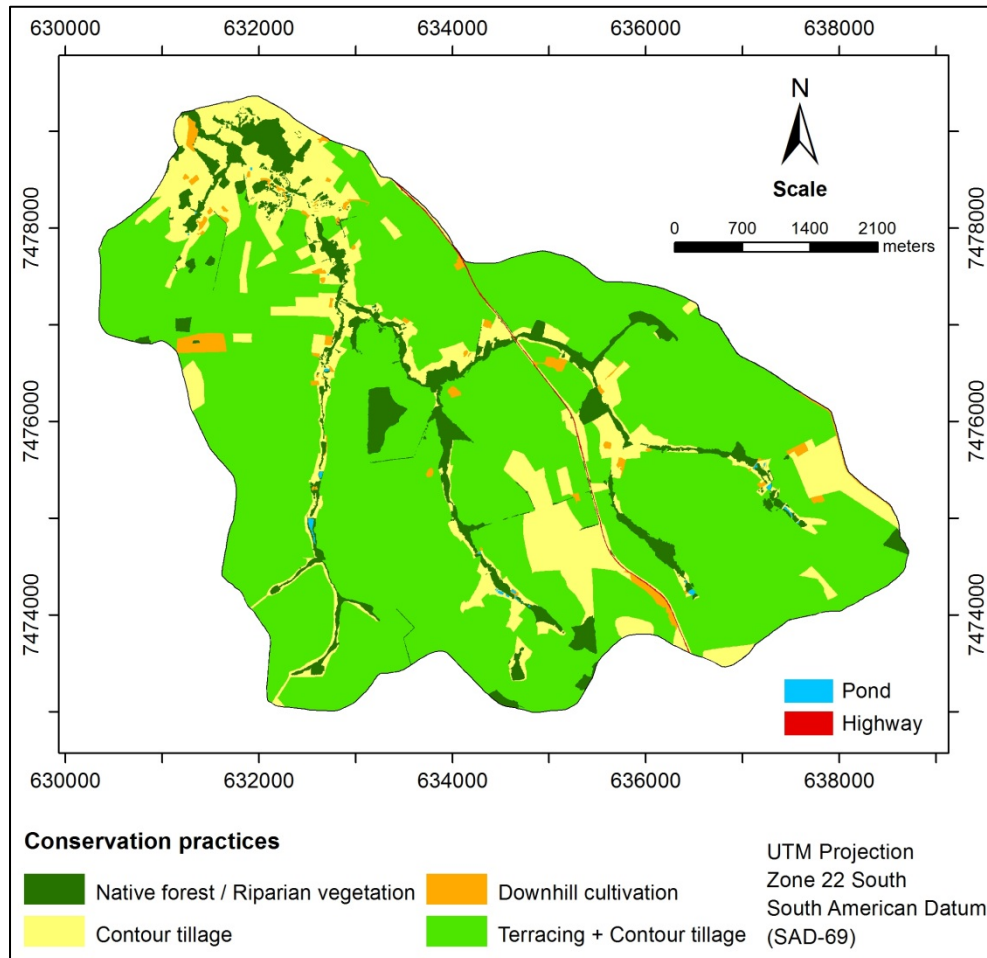 630000 632000 634000 636000 638000
N
Scale
0 700 1400 2100
meters
7478000 7478000
7476000 7476000
7474000 7474000
Pond
Highway
630000 632000 634000 636000 638000
Conservation practices
Native forest / Riparian vegetation
Downhill cultivation
Contour tillage
Terracing + Contour tillage
UTM Projection
Zone 22 South
South American Datum
(SAD-69)